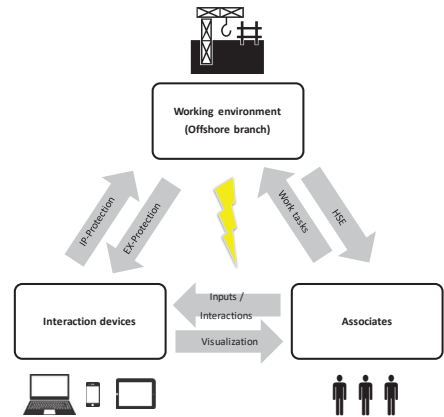 Working environment
(Offshore branch)
IP-Protection
EX-Protection
Work tasks
HSE
Inputs /
Interactions
Interaction devices
Visualization
Associates